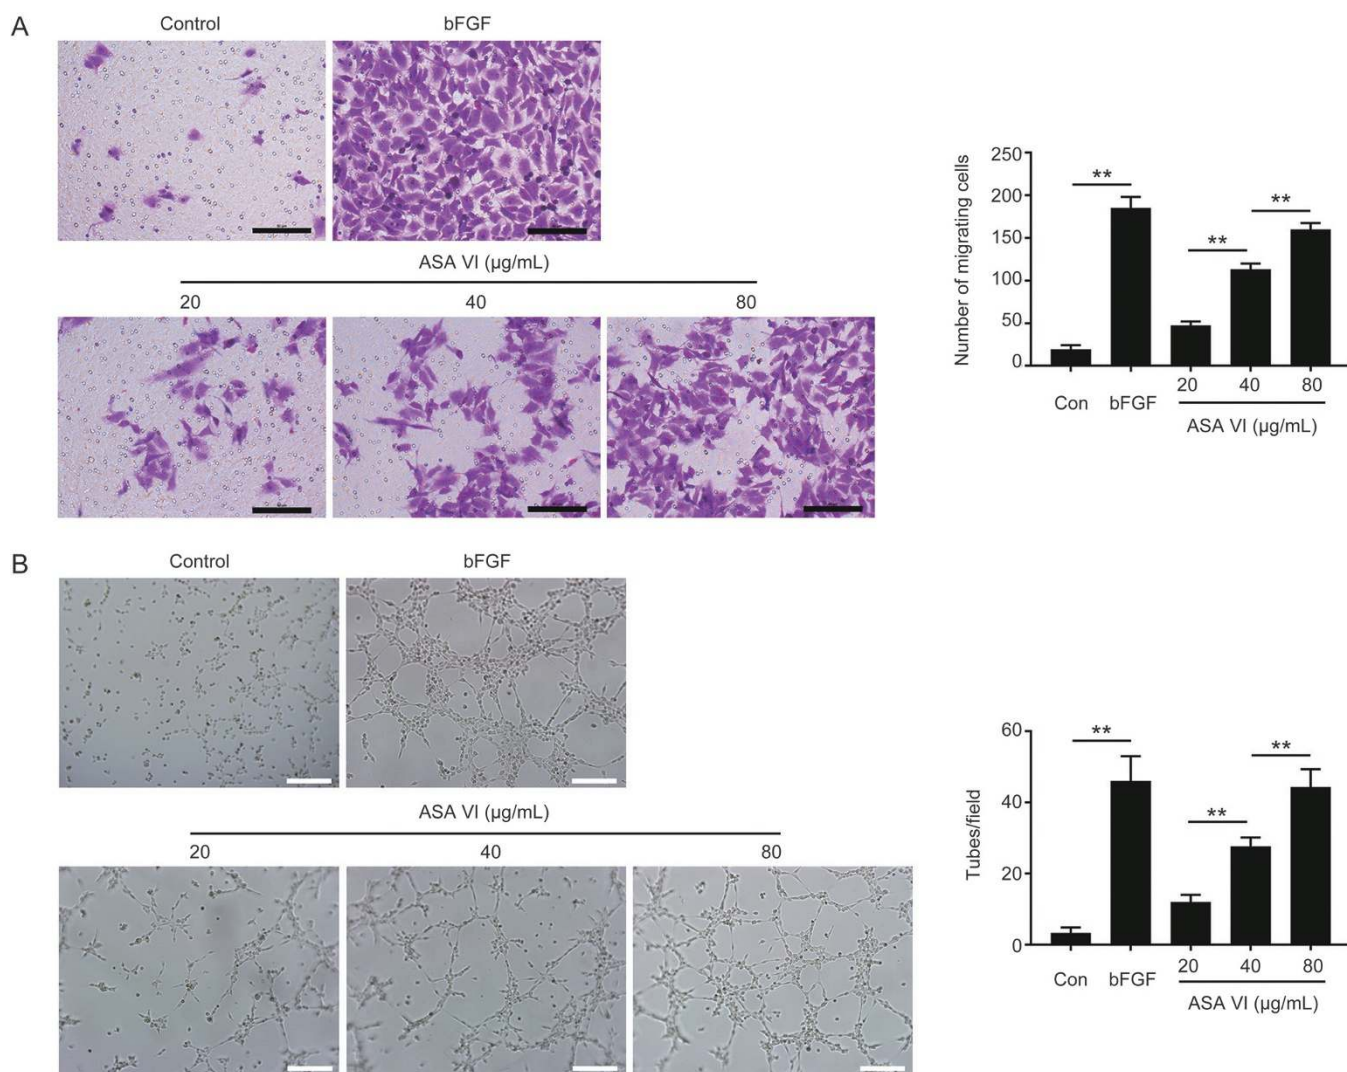 A
Control
bFGF
ASA VI (µg/mL)
20
40
80
Number of migrating cells
250
200
150
100
50
0
**
**
**
Con
bFGF
20
40
80
ASA VI (µg/mL)
B
Control
bFGF
ASA VI (µg/mL)
20
40
80
Tubes/field
60
40
20
0
**
**
**
Con
bFGF
20
40
80
ASA VI (µg/mL)